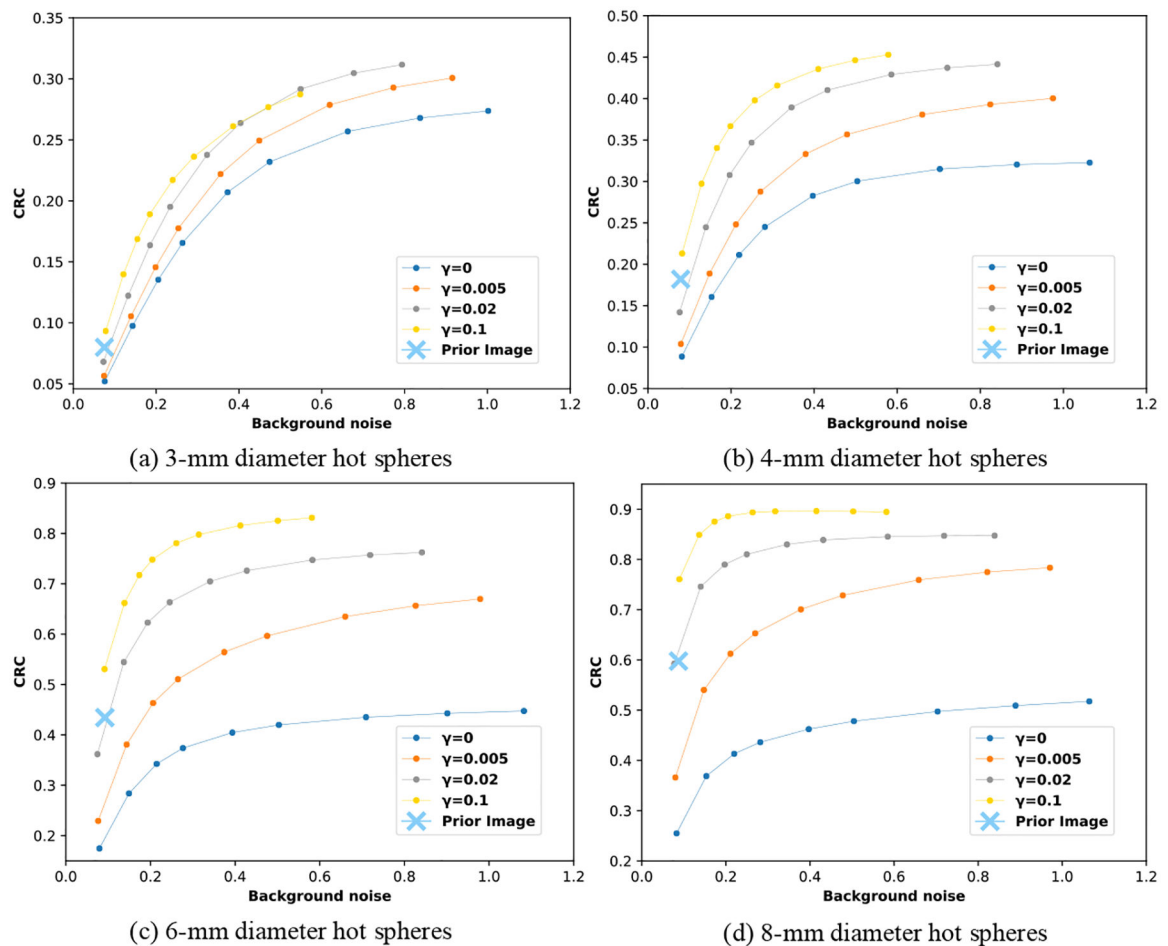 0.35
0.30
0.25
0.20
0.15
0.10
0.05
CRC
0.0 0.2 0.4 0.6 0.8 1.0 1.2
Background noise
γ=0
γ=0.005
γ=0.02
γ=0.1
Prior Image
(a) 3-mm diameter hot spheres
0.50
0.45
0.40
0.35
0.30
0.25
0.20
0.15
0.10
0.05
CRC
0.0 0.2 0.4 0.6 0.8 1.0 1.2
Background noise
γ=0
γ=0.005
γ=0.02
γ=0.1
Prior Image
(b) 4-mm diameter hot spheres
0.9
0.8
0.7
0.6
0.5
0.4
0.3
0.2
CRC
0.0 0.2 0.4 0.6 0.8 1.0 1.2
Background noise
γ=0
γ=0.005
γ=0.02
γ=0.1
Prior Image
(c) 6-mm diameter hot spheres
0.9
0.8
0.7
0.6
0.5
0.4
0.3
0.2
CRC
0.0 0.2 0.4 0.6 0.8 1.0 1.2
Background noise
γ=0
γ=0.005
γ=0.02
γ=0.1
Prior Image
(d) 8-mm diameter hot spheres